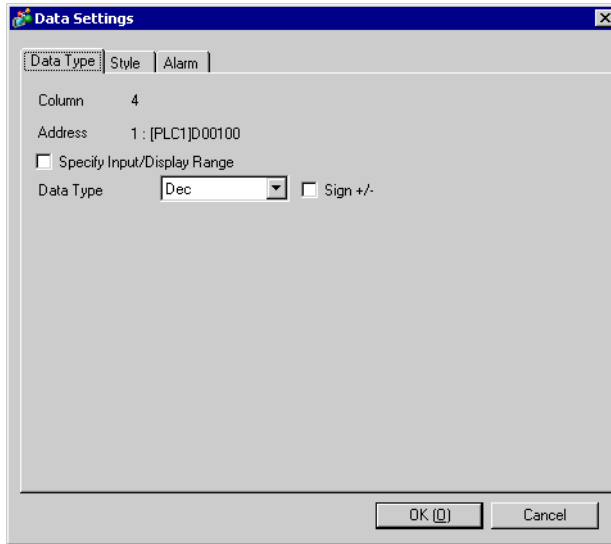 Data Settings
Data Type Style Alarm
Column 4
Address 1 : [PLC1]D00100
Specify Input/Display Range
Data Type Dec Sign +/-
OK (O) Cancel